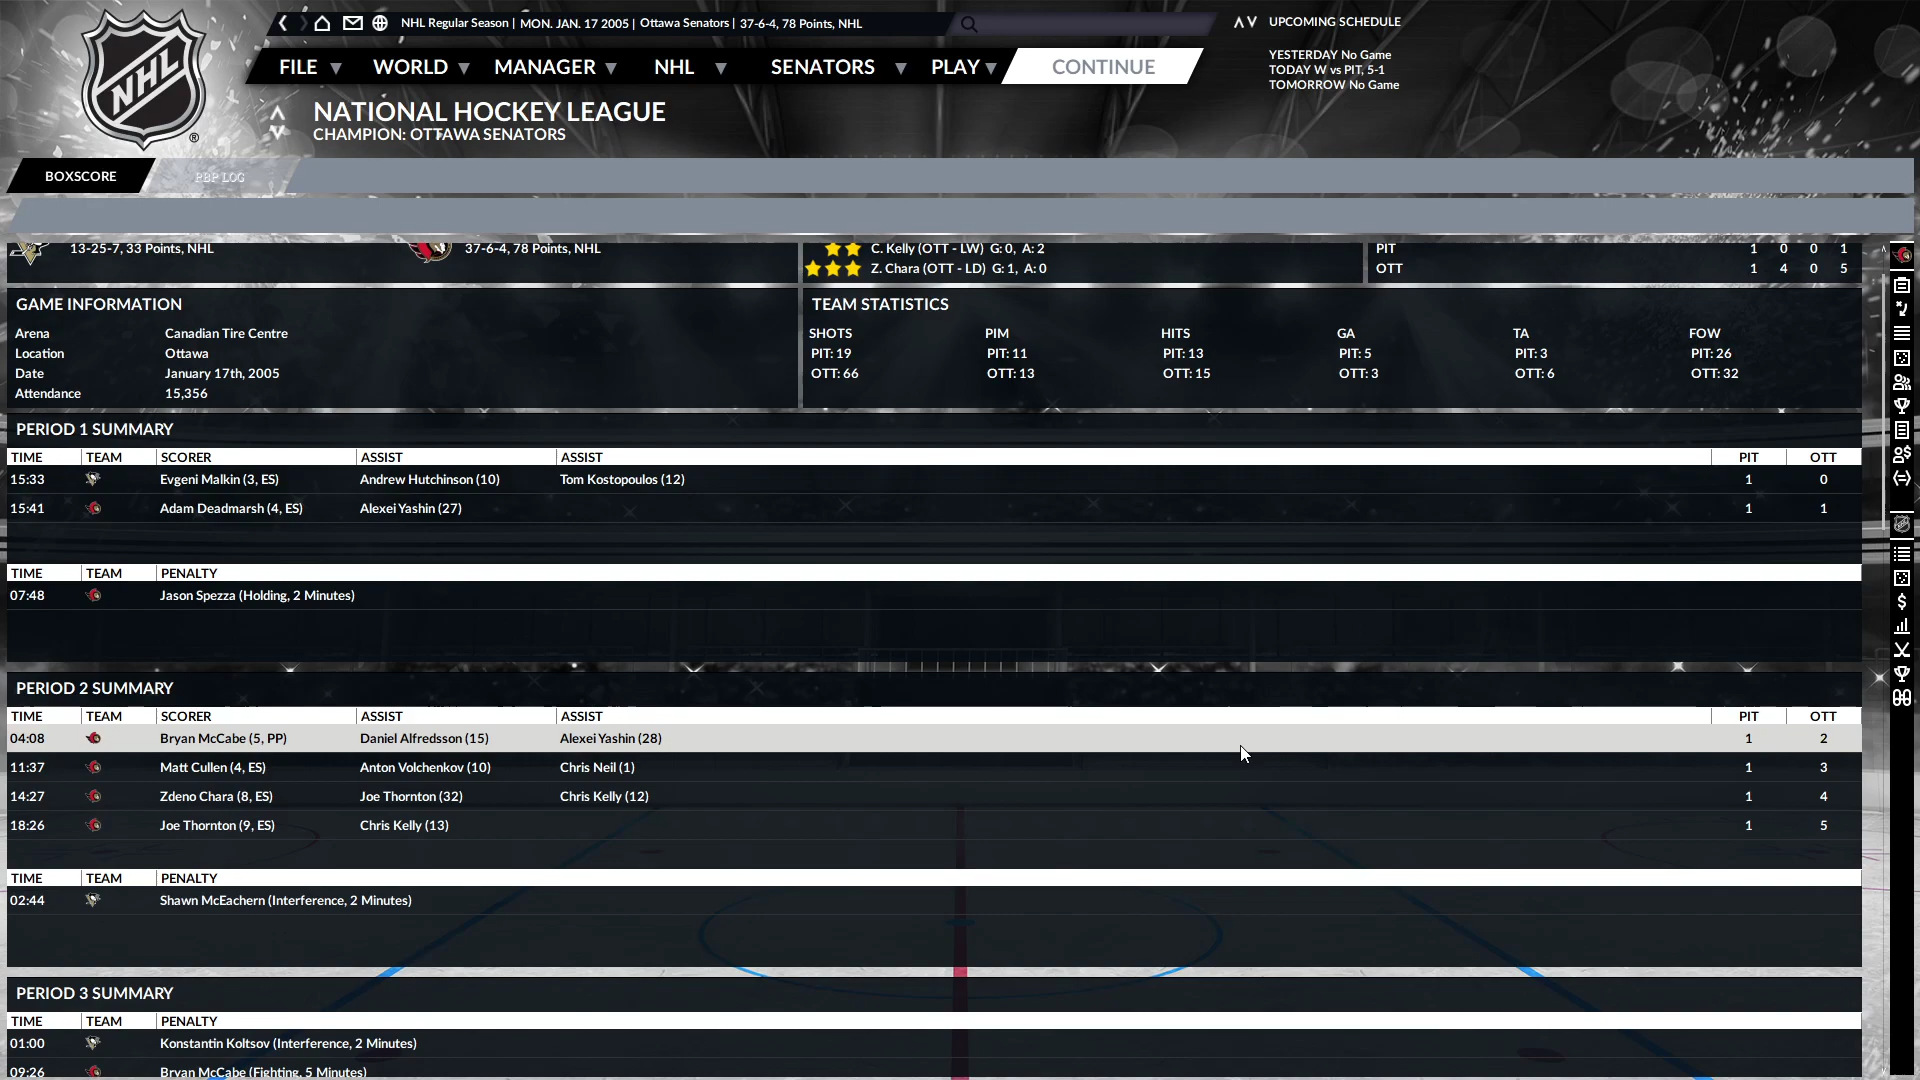 NHL Regular Season | MON. JAN. 17 2005 | Ottawa Senators | 37-6-4, 78 Points, NHL
UPCOMING SCHEDULE
YESTERDAY No Game
TODAY W vs PIT, 5-1
TOMORROW No Game
FILE WORLD MANAGER NHL SENATORS PLAY CONTINUE
NHL
NATIONAL HOCKEY LEAGUE
CHAMPION: OTTAWA SENATORS
BOXSCORE PBP LOG
13-25-7, 33 Points, NHL 37-6-4, 78 Points, NHL
C. Kelly (OTT - LW) G: 0, A: 2
Z. Chara (OTT - LD) G: 1, A: 0
PIT 1 0 0 1
OTT 1 4 0 5
GAME INFORMATION
Arena Canadian Tire Centre
Location Ottawa
Date January 17th, 2005
Attendance 15,356
TEAM STATISTICS
SHOTS PIM HITS GA TA FOW
PIT: 19 PIT: 11 PIT: 13 PIT: 5 PIT: 3 PIT: 26
OTT: 66 OTT: 13 OTT: 15 OTT: 3 OTT: 6 OTT: 32
PERIOD 1 SUMMARY
TIME TEAM SCORER ASSIST ASSIST PIT OTT
15:33 Evgeni Malkin (3, ES) Andrew Hutchinson (10) Tom Kostopoulos (12) 1 0
15:41 Adam Deadmarsh (4, ES) Alexei Yashin (27) 1 1
TIME TEAM PENALTY
07:48 Jason Spezza (Holding, 2 Minutes)
PERIOD 2 SUMMARY
TIME TEAM SCORER ASSIST ASSIST PIT OTT
04:08 Bryan McCabe (5, PP) Daniel Alfredsson (15) Alexei Yashin (28) 1 2
11:37 Matt Cullen (4, ES) Anton Volchenkov (10) Chris Neil (1) 1 3
14:27 Zdeno Chara (8, ES) Joe Thornton (32) Chris Kelly (12) 1 4
18:26 Joe Thornton (9, ES) Chris Kelly (13) 1 5
TIME TEAM PENALTY
02:44 Shawn McEachern (Interference, 2 Minutes)
PERIOD 3 SUMMARY
TIME TEAM PENALTY
01:00 Konstantin Koltsov (Interference, 2 Minutes)
09:26 Bryan McCabe (Fighting, 5 Minutes)